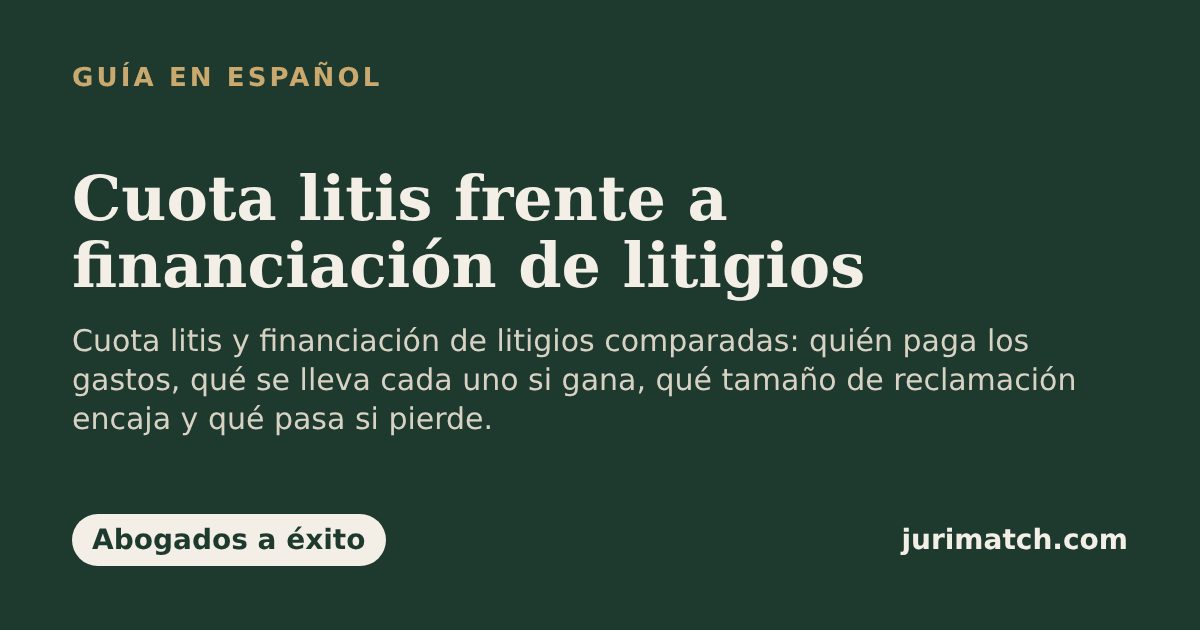 GUÍA EN ESPAÑOL
Cuota litis frente a
financiación de litigios
Cuota litis y financiación de litigios comparadas: quién paga los
gastos, qué se lleva cada uno si gana, qué tamaño de reclamación
encaja y qué pasa si pierde.
Abogados a éxito
jurimatch.com